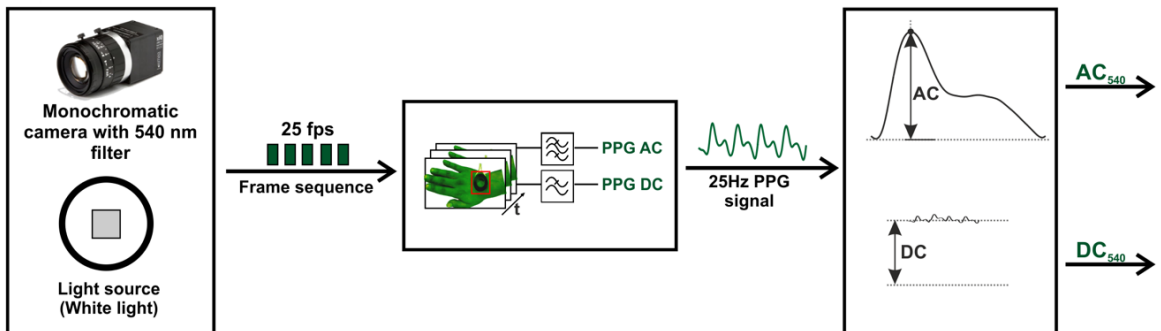 Monochromatic
camera with 540 nm
filter
Light source
(White light)
25 fps
Frame sequence
PPG AC
PPG DC
t
25Hz PPG
signal
AC
DC
AC540
DC540